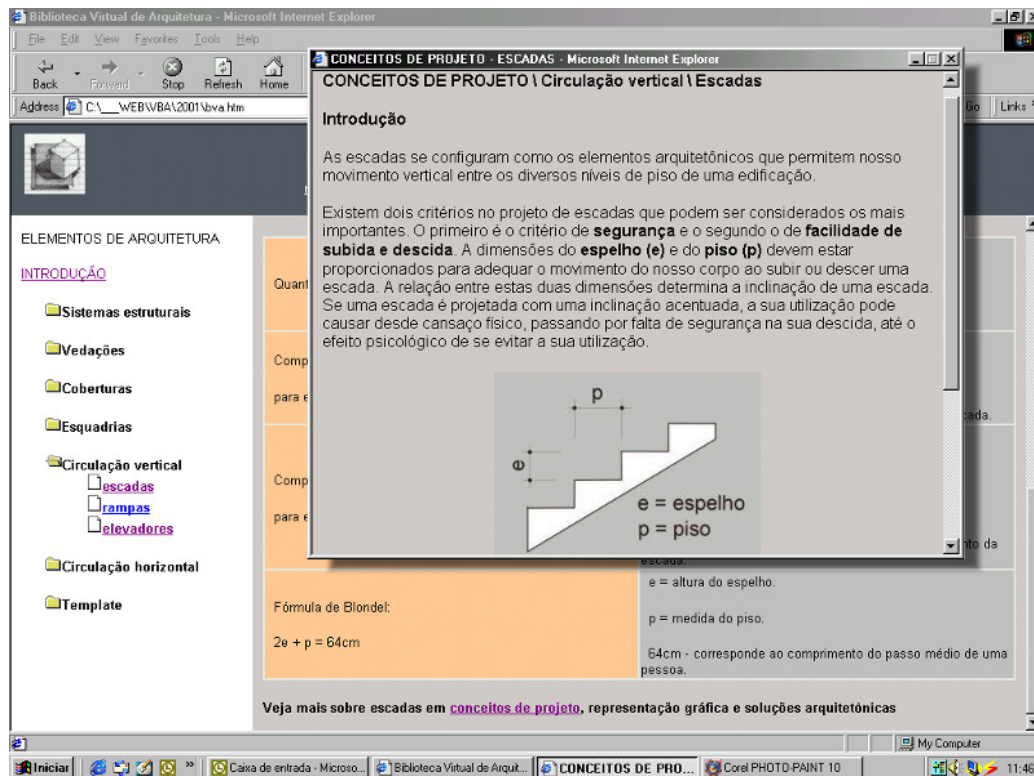 Biblioteca Virtual de Arquitetura - Microsoft Internet Explorer
File Edit View Favorites Tools Help
Back Forward Stop Refresh Home
Address C:\___WEB\WBA\2001\bva.htm
Go Links
CONCEITOS DE PROJETO - ESCADAS - Microsoft Internet Explorer
CONCEITOS DE PROJETO \ Circulação vertical \ Escadas
Introdução
As escadas se configuram como os elementos arquitetônicos que permitem nosso
movimento vertical entre os diversos níveis de piso de uma edificação.
Existem dois critérios no projeto de escadas que podem ser considerados os mais
importantes. O primeiro é o critério de segurança e o segundo o de facilidade de
subida e descida. A dimensões do espelho (e) e do piso (p) devem estar
proporcionados para adequar o movimento do nosso corpo ao subir ou descer uma
escada. A relação entre estas duas dimensões determina a inclinação de uma escada.
Se uma escada é projetada com uma inclinação acentuada, a sua utilização pode
causar desde cansaço físico, passando por falta de segurança na sua descida, até o
efeito psicológico de se evitar a sua utilização.
p
e
e = espelho
p = piso
ELEMENTOS DE ARQUITETURA
INTRODUÇÃO
Sistemas estruturais
Vedações
Coberturas
Esquadrias
Circulação vertical
escadas
rampas
elevadores
Circulação horizontal
Template
Quant
Comp
para e
cada.
Comp
para e
nto da
escada.
Fórmula de Blondel:
2e + p = 64cm
e = altura do espelho.
p = medida do piso.
64cm - corresponde ao comprimento do passo médio de uma
pessoa.
Veja mais sobre escadas em conceitos de projeto, representação gráfica e soluções arquitetônicas
My Computer
Iniciar » Caixa de entrada - Microso... Biblioteca Virtual de Arquit... CONCEITOS DE PRO... Corel PHOTO-PAINT 10 11:46